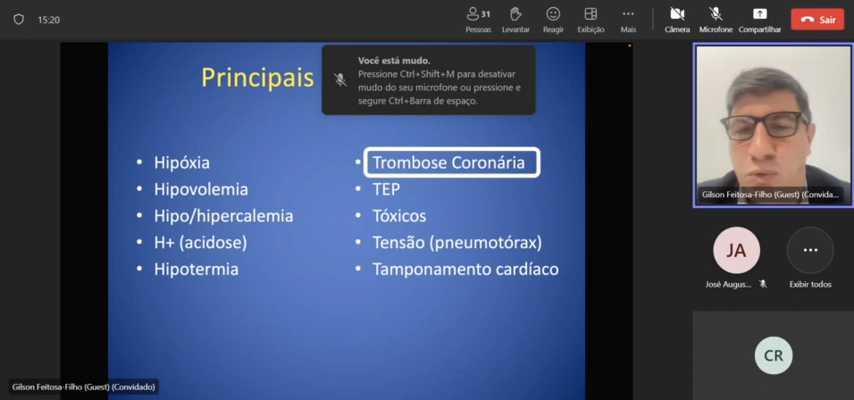 15:20
31
Pessoas
Levantar
Reagir
Exibição
Mais
Câmera
Microfone
Compartilhar
Sair
Principais
Você está mudo.
Pressione Ctrl+Shift+M para desativar
mudo do seu microfone ou pressione e
segure Ctrl+Barra de espaço.
• Hipóxia
• Hipovolemia
• Hipo/hipercalemia
• H+ (acidose)
• Hipotermia
• Trombose Coronária
• TEP
• Tóxicos
• Tensão (pneumotórax)
• Tamponamento cardíaco
Gilson Feitosa-Filho (Guest) (Convida...
JA
José Augus...
Exibir todos
CR
Gilson Feitosa-Filho (Guest) (Convidado)